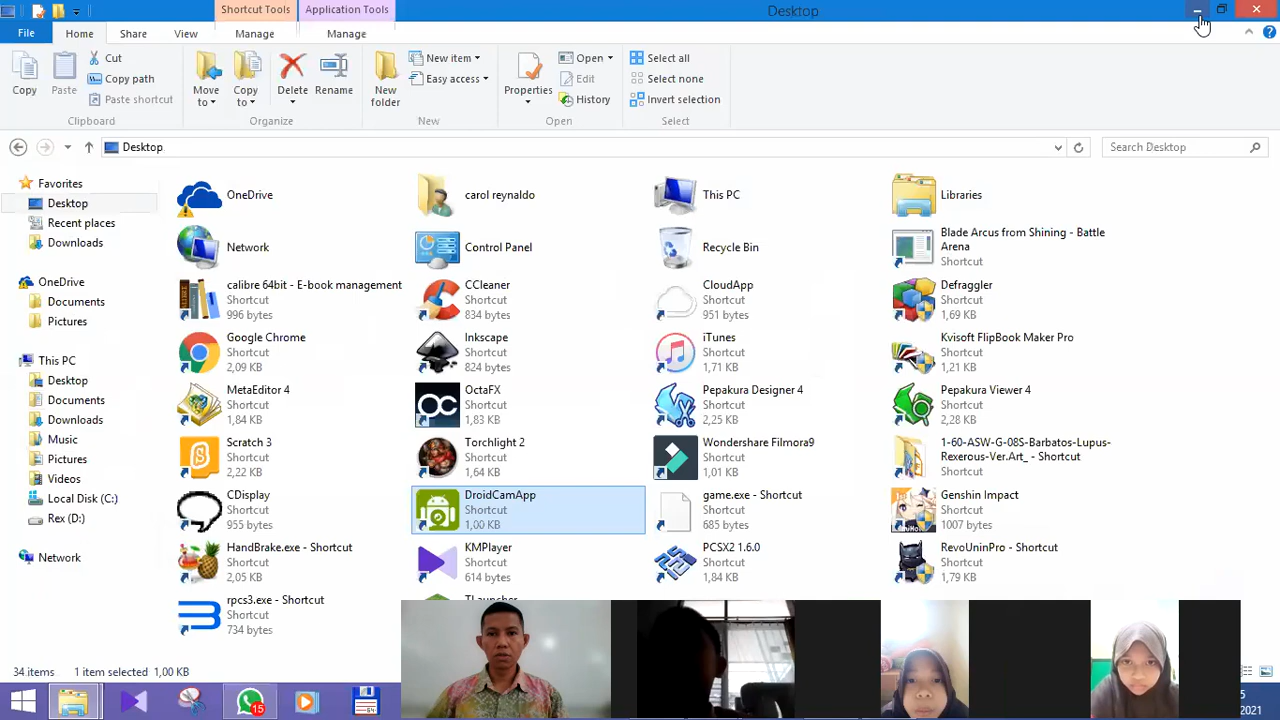 Shortcut Tools
Application Tools
Desktop
File
Home
Share
View
Manage
Manage
Copy
Paste
Cut
Copy path
Paste shortcut
Clipboard
Move to
Copy to
Delete
Rename
Organize
New folder
New item
Easy access
New
Properties
Open
Edit
History
Open
Select all
Select none
Invert selection
Select
Desktop
Search Desktop
Favorites
Desktop
Recent places
Downloads
OneDrive
Documents
Pictures
This PC
Desktop
Documents
Downloads
Music
Pictures
Videos
Local Disk (C:)
Rex (D:)
Network
OneDrive
carol reynaldo
This PC
Libraries
Network
Control Panel
Recycle Bin
Blade Arcus from Shining - Battle
Arena
Shortcut
calibre 64bit - E-book management
Shortcut
996 bytes
CCleaner
Shortcut
834 bytes
CloudApp
Shortcut
951 bytes
Defraggler
Shortcut
1,69 KB
Google Chrome
Shortcut
2,09 KB
Inkscape
Shortcut
824 bytes
iTunes
Shortcut
1,71 KB
Kvisoft FlipBook Maker Pro
Shortcut
1,21 KB
MetaEditor 4
Shortcut
1,84 KB
OctaFX
Shortcut
1,83 KB
Pepakura Designer 4
Shortcut
2,25 KB
Pepakura Viewer 4
Shortcut
2,28 KB
Scratch 3
Shortcut
2,22 KB
Torchlight 2
Shortcut
1,64 KB
Wondershare Filmora9
Shortcut
1,01 KB
1-60-ASW-G-08S-Barbatos-Lupus-
Rexerous-Ver.Art_ - Shortcut
Shortcut
CDisplay
Shortcut
955 bytes
DroidCamApp
Shortcut
1,00 KB
game.exe - Shortcut
Shortcut
685 bytes
Genshin Impact
Shortcut
1007 bytes
HandBrake.exe - Shortcut
Shortcut
2,05 KB
KMPlayer
Shortcut
614 bytes
PCSX2 1.6.0
Shortcut
1,84 KB
RevoUninPro - Shortcut
Shortcut
1,79 KB
rpcs3.exe - Shortcut
Shortcut
734 bytes
TLauncher
34 items
1 item selected 1,00 KB
15
64
5
2021